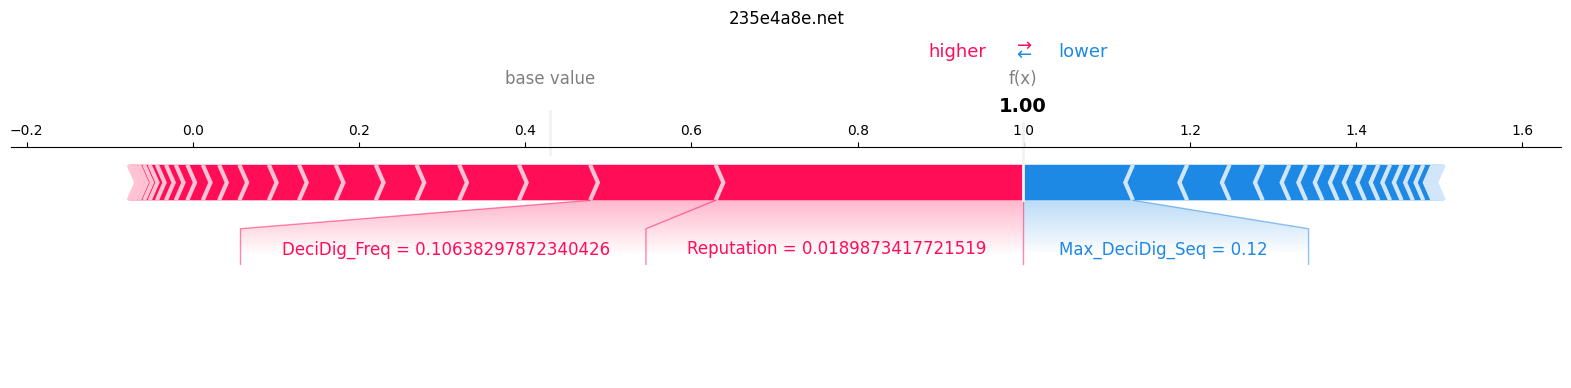 235e4a8e.net
higher ⇄ lower
base value f(x)
1.00
−0.2 0.0 0.2 0.4 0.6 0.8 1.0 1.2 1.4 1.6
DeciDig_Freq = 0.10638297872340426 Reputation = 0.0189873417721519 Max_DeciDig_Seq = 0.12